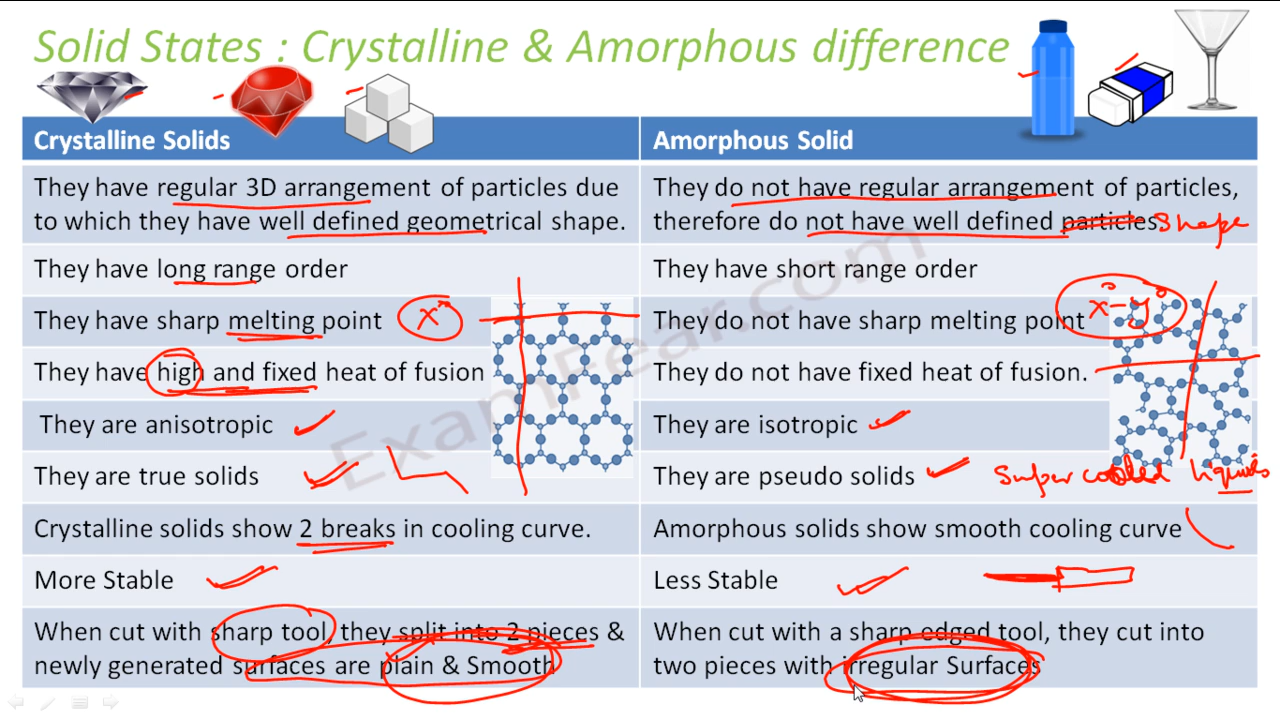 Solid States : Crystalline & Amorphous difference
Crystalline Solids
Amorphous Solid
They have regular 3D arrangement of particles due
to which they have well defined geometrical shape.
They do not have regular arrangement of particles,
therefore do not have well defined particles. Shape
They have long range order
They have short range order
They have sharp melting point x°
They do not have sharp melting point x° - y°
They have high and fixed heat of fusion
They do not have fixed heat of fusion.
They are anisotropic
They are isotropic
They are true solids
They are pseudo solids Super cooled liquids
Crystalline solids show 2 breaks in cooling curve.
Amorphous solids show smooth cooling curve
More Stable
Less Stable
When cut with sharp tool, they split into 2 pieces &
newly generated surfaces are plain & Smooth
When cut with a sharp edged tool, they cut into
two pieces with irregular Surfaces
ExamFear.com